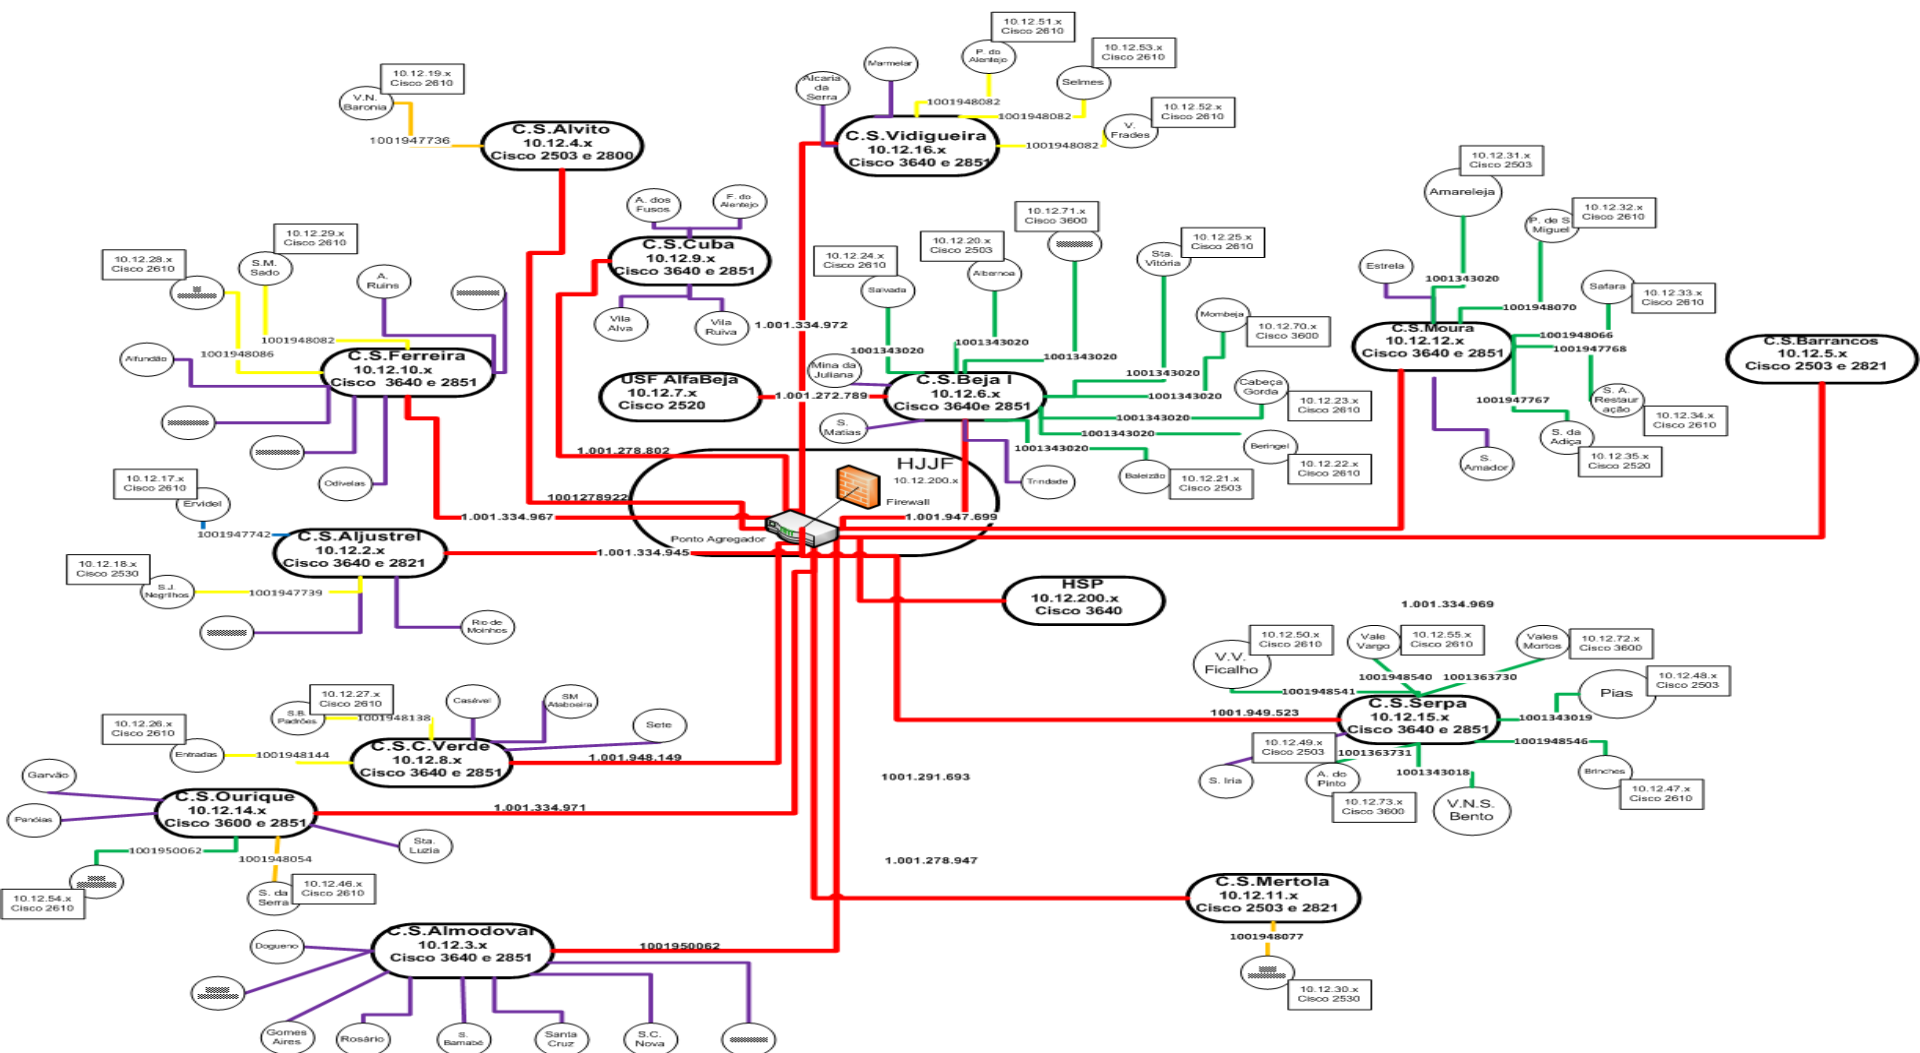 10.12.51.x
Cisco 2610
P. do
Alentejo
10.12.53.x
Cisco 2610
Selmes
Marmelar
Alcaria
da
Serra
10.12.52.x
Cisco 2610
V.
Frades
1001948082
1001948082
1001948082
C.S.Vidigueira
10.12.16.x
Cisco 3640 e 2851
10.12.19.x
Cisco 2610
V.N.
Baronia
1001947736
C.S.Alvito
10.12.4.x
Cisco 2503 e 2800
A. dos
Fusos
F. do
Alentejo
C.S.Cuba
10.12.9.x
Cisco 3640 e 2851
Vila
Alva
Vila
Ruiva
1.001.334.972
10.12.29.x
Cisco 2610
S.M.
Sado
10.12.28.x
Cisco 2610
A.
Ruins
1001948082
1001948086
Alfundão
C.S.Ferreira
10.12.10.x
Cisco 3640 e 2851
Odivelas
USF AlfaBeja
10.12.7.x
Cisco 2520
1.001.272.789
10.12.24.x
Cisco 2610
Salvada
10.12.20.x
Cisco 2503
Albernoa
10.12.71.x
Cisco 3600
10.12.25.x
Cisco 2610
Sta.
Vitória
Mombeja
10.12.70.x
Cisco 3600
1001343020
1001343020
1001343020
1001343020
1001343020
Mina da
Juliana
C.S.Beja I
10.12.6.x
Cisco 3640e 2851
Cabeça
Gorda
10.12.23.x
Cisco 2610
1001343020
1001343020
1001343020
S.
Matias
Beringel
10.12.22.x
Cisco 2610
Baleizão
10.12.21.x
Cisco 2503
Trindade
10.12.31.x
Cisco 2503
Amareleja
10.12.32.x
Cisco 2610
P. de S
Miguel
Estrela
1001343020
Safara
10.12.33.x
Cisco 2610
1001948070
1001948066
1001947768
C.S.Moura
10.12.12.x
Cisco 3640 e 2851
1001947767
S. A.
Restaur
ação
10.12.34.x
Cisco 2610
S. da
Adiça
10.12.35.x
Cisco 2520
S.
Amador
C.S.Barrancos
10.12.5.x
Cisco 2503 e 2821
HJJF
10.12.200.x
Firewall
Ponto Agregador
1.001.278.802
1001278922
1.001.334.967
1.001.334.945
1.001.947.699
10.12.17.x
Cisco 2610
Ervidel
1001947742
C.S.Aljustrel
10.12.2.x
Cisco 3640 e 2821
10.12.18.x
Cisco 2530
S.J.
Negrilhos
1001947739
Rio de
Moinhos
HSP
10.12.200.x
Cisco 3640
1.001.334.969
10.12.50.x
Cisco 2610
V.V.
Ficalho
Vale
Vargo
10.12.55.x
Cisco 2610
Vales
Mortos
10.12.72.x
Cisco 3600
10.12.48.x
Cisco 2503
Pias
1001948540
1001363730
1001948541
1001.949.523
C.S.Serpa
10.12.15.x
Cisco 3640 e 2851
1001343019
1001948546
10.12.49.x
Cisco 2503
1001363731
1001343018
S. Iria
A. do
Pinto
10.12.73.x
Cisco 3600
V.N.S.
Bento
Brinches
10.12.47.x
Cisco 2610
10.12.27.x
Cisco 2610
S.B.
Padrões
1001948138
Casével
SM
Ataboeira
Sete
10.12.26.x
Cisco 2610
Entradas
1001948144
C.S.C.Verde
10.12.8.x
Cisco 3640 e 2851
1.001.948.149
1001.291.693
Garvão
Panóias
C.S.Ourique
10.12.14.x
Cisco 3600 e 2851
1.001.334.971
Sta.
Luzia
1001950062
1001948054
10.12.54.x
Cisco 2610
S. da
Serra
10.12.46.x
Cisco 2610
1.001.278.947
C.S.Mertola
10.12.11.x
Cisco 2503 e 2821
1001948077
10.12.30.x
Cisco 2530
C.S.Almodovar
10.12.3.x
Cisco 3640 e 2851
1001950062
Dogueno
Gomes
Aires
Rosário
S.
Barnabé
Santa
Cruz
S.C.
Nova